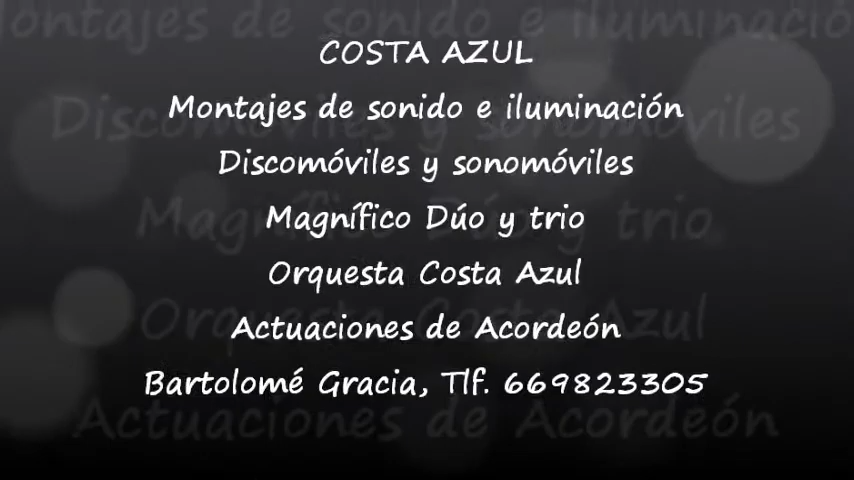 COSTA AZUL
Montajes de sonido e iluminación
Discomóviles y sonomóviles
Magnífico Dúo y trio
Orquesta Costa Azul
Actuaciones de Acordeón
Bartolomé Gracia, Tlf. 669823305